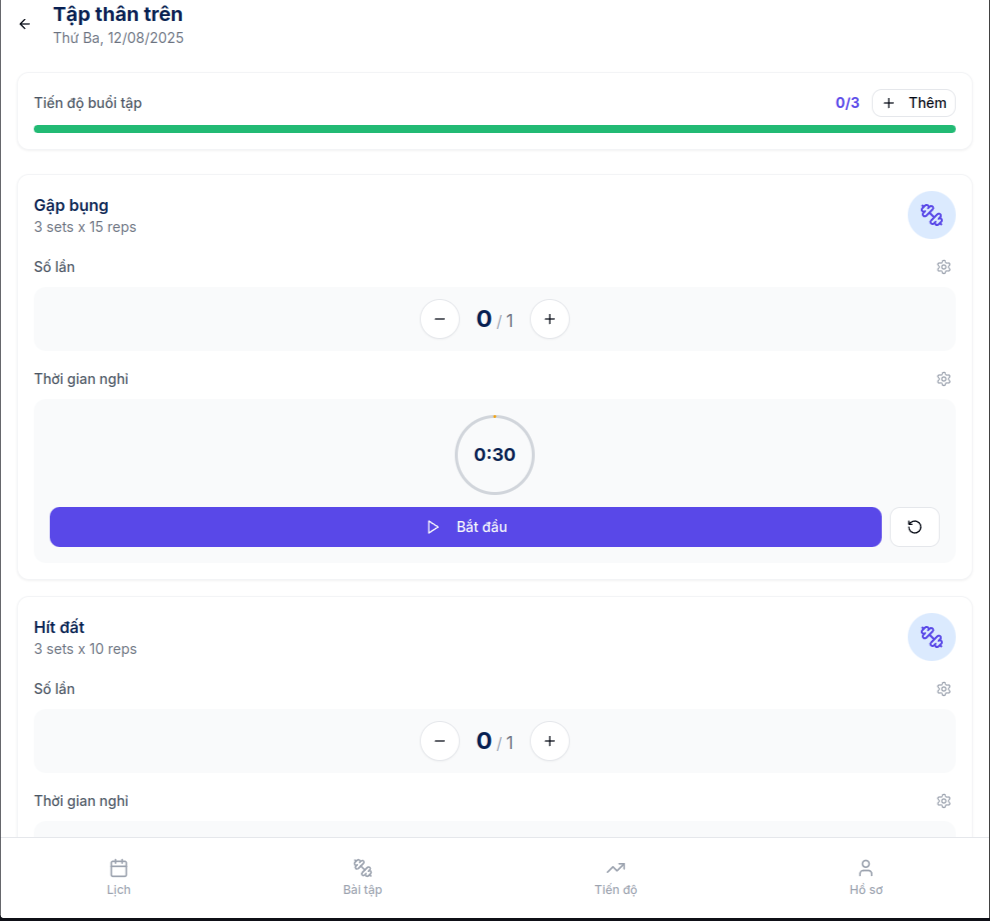 Tập thân trên
Thứ Ba, 12/08/2025
Tiến độ buổi tập
0/3
Thêm
Gập bụng
3 sets x 15 reps
Số lần
0 / 1
Thời gian nghỉ
0:30
Bắt đầu
Hít đất
3 sets x 10 reps
Số lần
0 / 1
Thời gian nghỉ
Lịch
Bài tập
Tiến độ
Hồ sơ